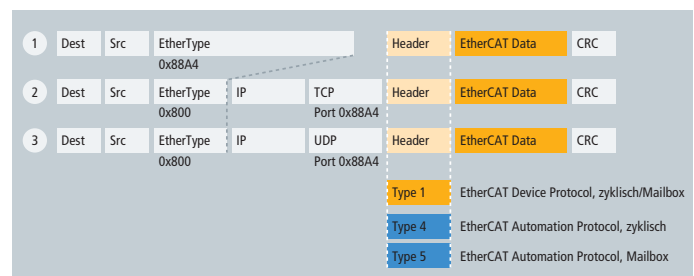 1 Dest Src EtherType Header EtherCAT Data CRC
0x88A4
2 Dest Src EtherType IP TCP Header EtherCAT Data CRC
0x800 Port 0x88A4
3 Dest Src EtherType IP UDP Header EtherCAT Data CRC
0x800 Port 0x88A4
Type 1 EtherCAT Device Protocol, zyklisch/Mailbox
Type 4 EtherCAT Automation Protocol, zyklisch
Type 5 EtherCAT Automation Protocol, Mailbox